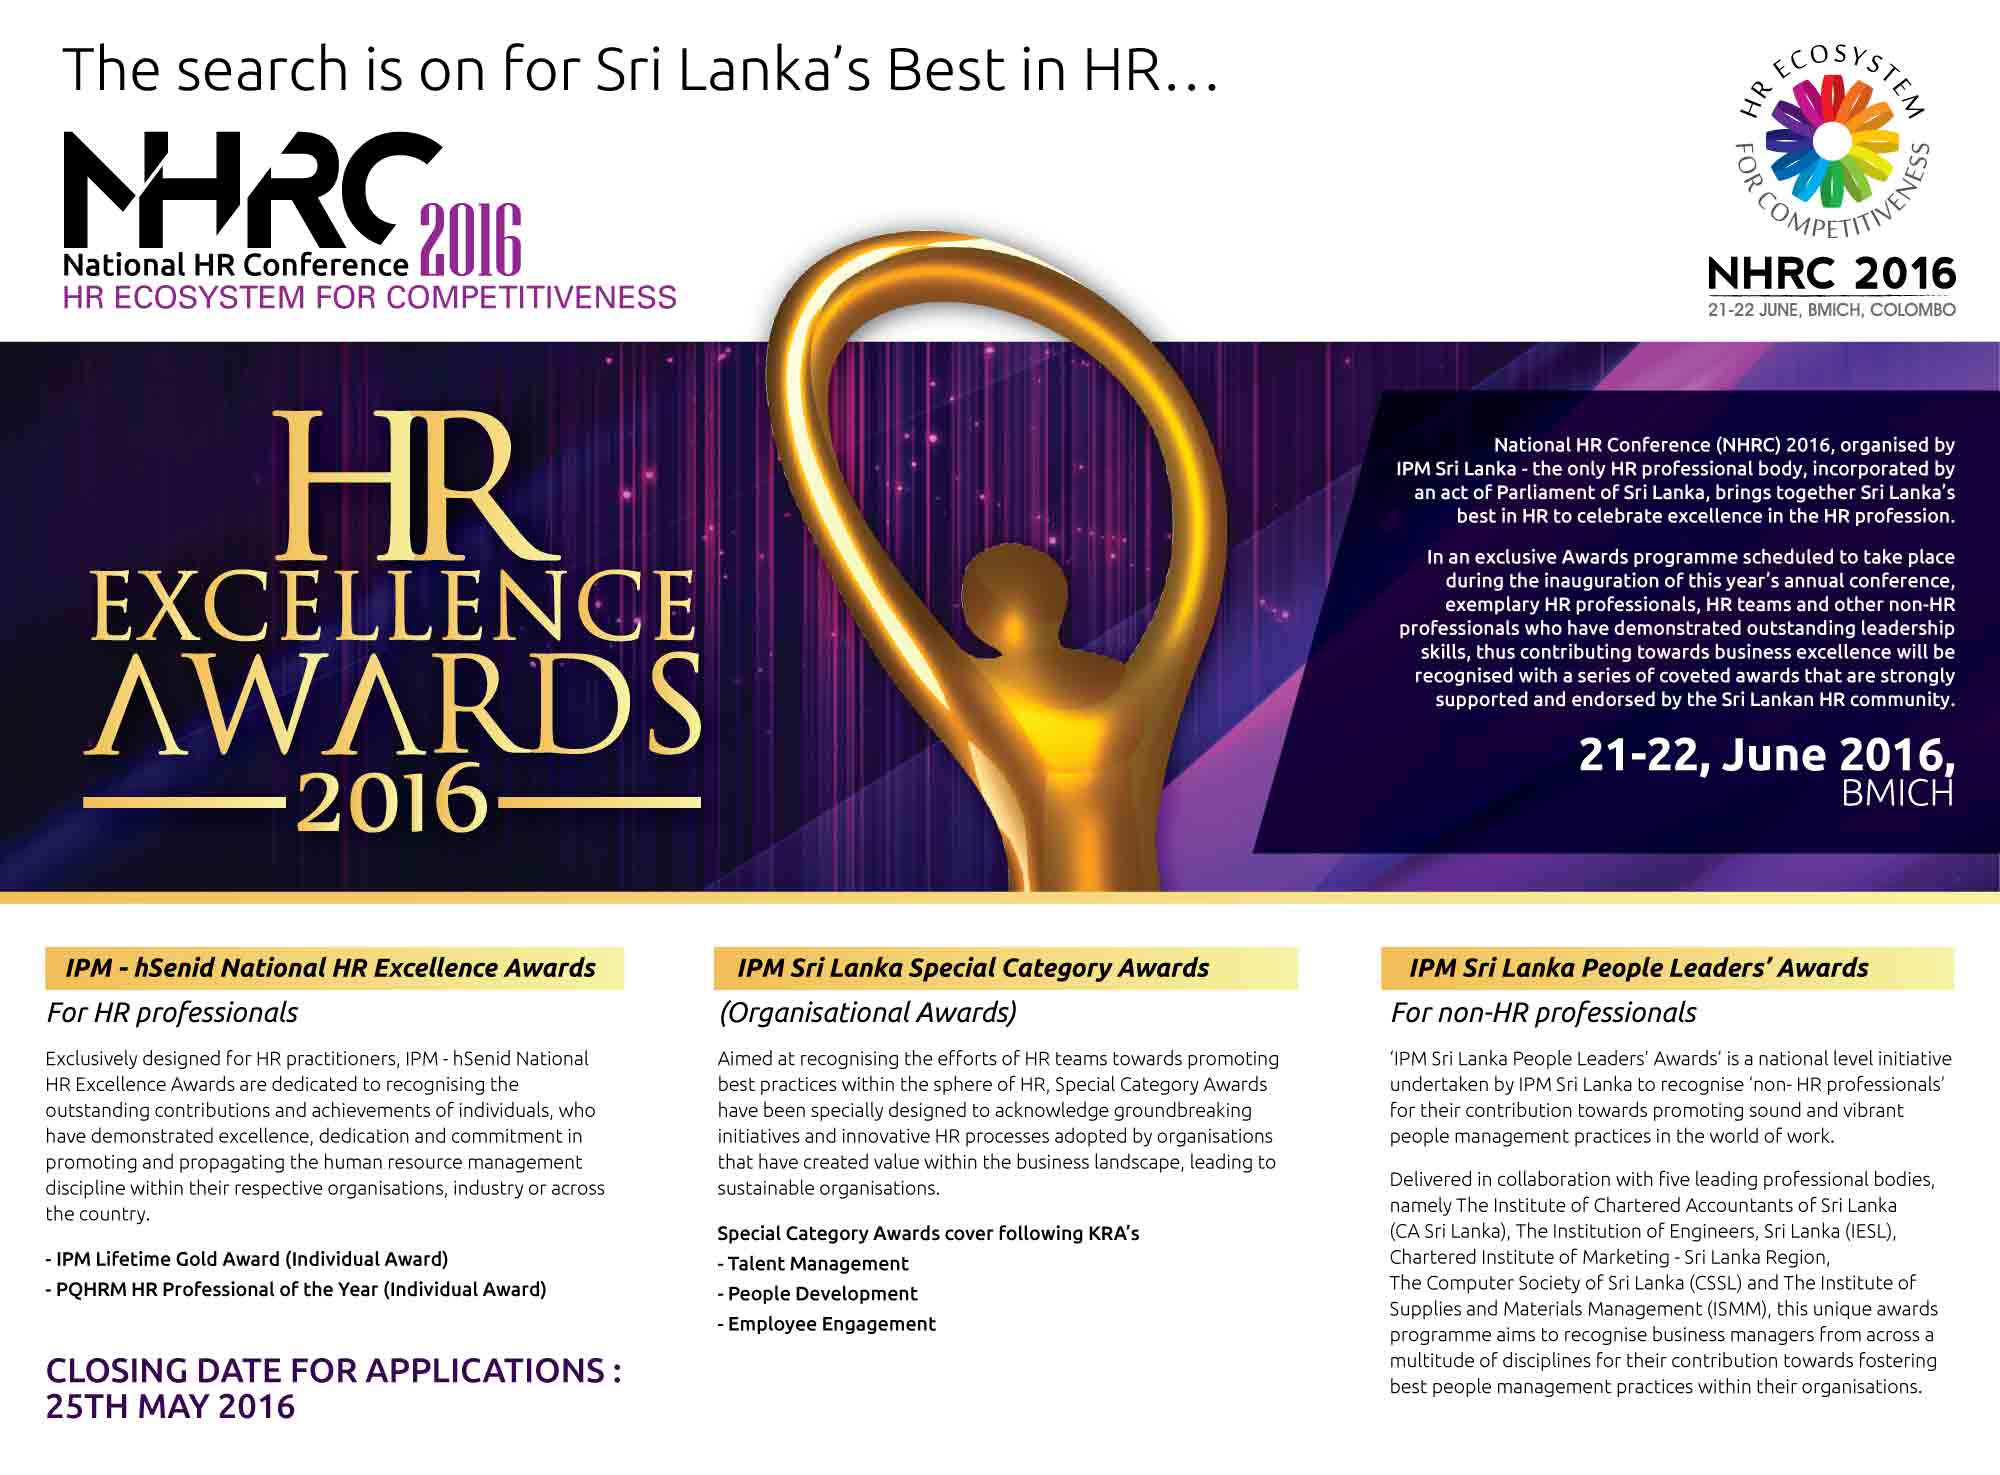 The search is on for Sri Lanka's Best in HR...
NHRC
National HR Conference 2016
HR ECOSYSTEM FOR COMPETITIVENESS
HR ECOSYSTEM
FOR COMPETITIVENESS
NHRC 2016
21-22 JUNE, BMICH, COLOMBO
HR
EXCELLENCE
AWARDS
2016
National HR Conference (NHRC) 2016, organised by
IPM Sri Lanka - the only HR professional body, incorporated by
an act of Parliament of Sri Lanka, brings together Sri Lanka's
best in HR to celebrate excellence in the HR profession.
In an exclusive Awards programme scheduled to take place
during the inauguration of this year's annual conference,
exemplary HR professionals, HR teams and other non-HR
professionals who have demonstrated outstanding leadership
skills, thus contributing towards business excellence will be
recognised with a series of coveted awards that are strongly
supported and endorsed by the Sri Lankan HR community.
21-22, June 2016,
BMICH
IPM - hSenid National HR Excellence Awards
For HR professionals
Exclusively designed for HR practitioners, IPM - hSenid National
HR Excellence Awards are dedicated to recognising the
outstanding contributions and achievements of individuals, who
have demonstrated excellence, dedication and commitment in
promoting and propagating the human resource management
discipline within their respective organisations, industry or across
the country.
- IPM Lifetime Gold Award (Individual Award)
- PQHRM HR Professional of the Year (Individual Award)
CLOSING DATE FOR APPLICATIONS :
25TH MAY 2016
IPM Sri Lanka Special Category Awards
(Organisational Awards)
Aimed at recognising the efforts of HR teams towards promoting
best practices within the sphere of HR, Special Category Awards
have been specially designed to acknowledge groundbreaking
initiatives and innovative HR processes adopted by organisations
that have created value within the business landscape, leading to
sustainable organisations.
Special Category Awards cover following KRA's
- Talent Management
- People Development
- Employee Engagement
IPM Sri Lanka People Leaders' Awards
For non-HR professionals
'IPM Sri Lanka People Leaders' Awards' is a national level initiative
undertaken by IPM Sri Lanka to recognise 'non- HR professionals'
for their contribution towards promoting sound and vibrant
people management practices in the world of work.
Delivered in collaboration with five leading professional bodies,
namely The Institute of Chartered Accountants of Sri Lanka
(CA Sri Lanka), The Institution of Engineers, Sri Lanka (IESL),
Chartered Institute of Marketing - Sri Lanka Region,
The Computer Society of Sri Lanka (CSSL) and The Institute of
Supplies and Materials Management (ISMM), this unique awards
programme aims to recognise business managers from across a
multitude of disciplines for their contribution towards fostering
best people management practices within their organisations.